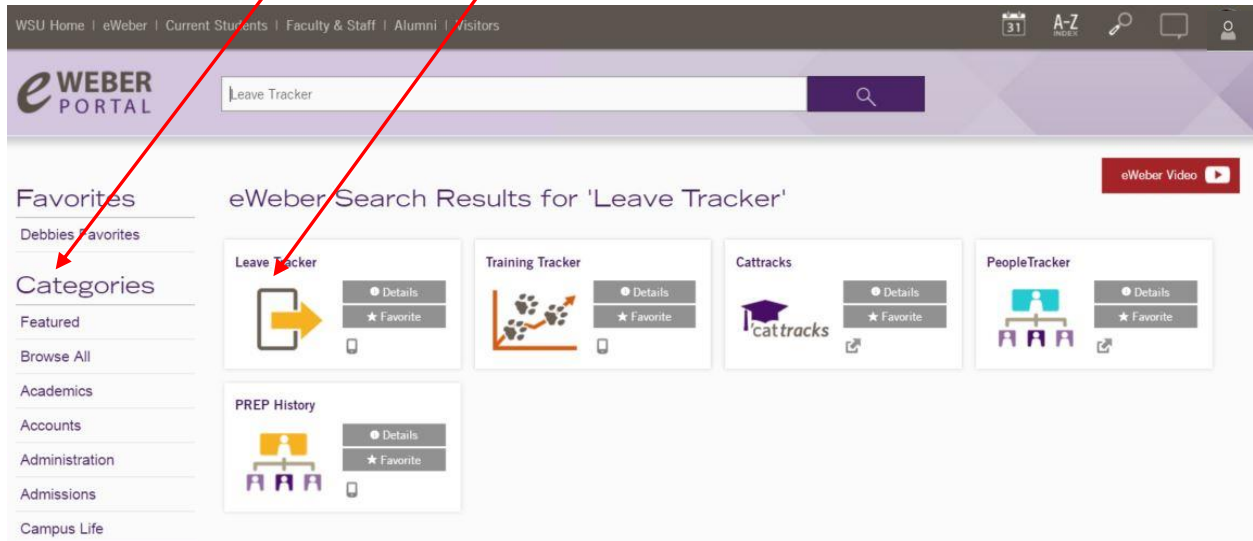 WSU Home | eWeber | Current Students | Faculty & Staff | Alumni | Visitors
31
A-Z
INDEX
e WEBER
PORTAL
Leave Tracker
eWeber Video
Favorites
Debbies Favorites
Categories
Featured
Browse All
Academics
Accounts
Administration
Admissions
Campus Life
eWeber Search Results for 'Leave Tracker'
Leave Tracker
Details
Favorite
Training Tracker
Details
Favorite
Cattracks
'cattracks
Details
Favorite
PeopleTracker
Details
Favorite
PREP History
Details
Favorite